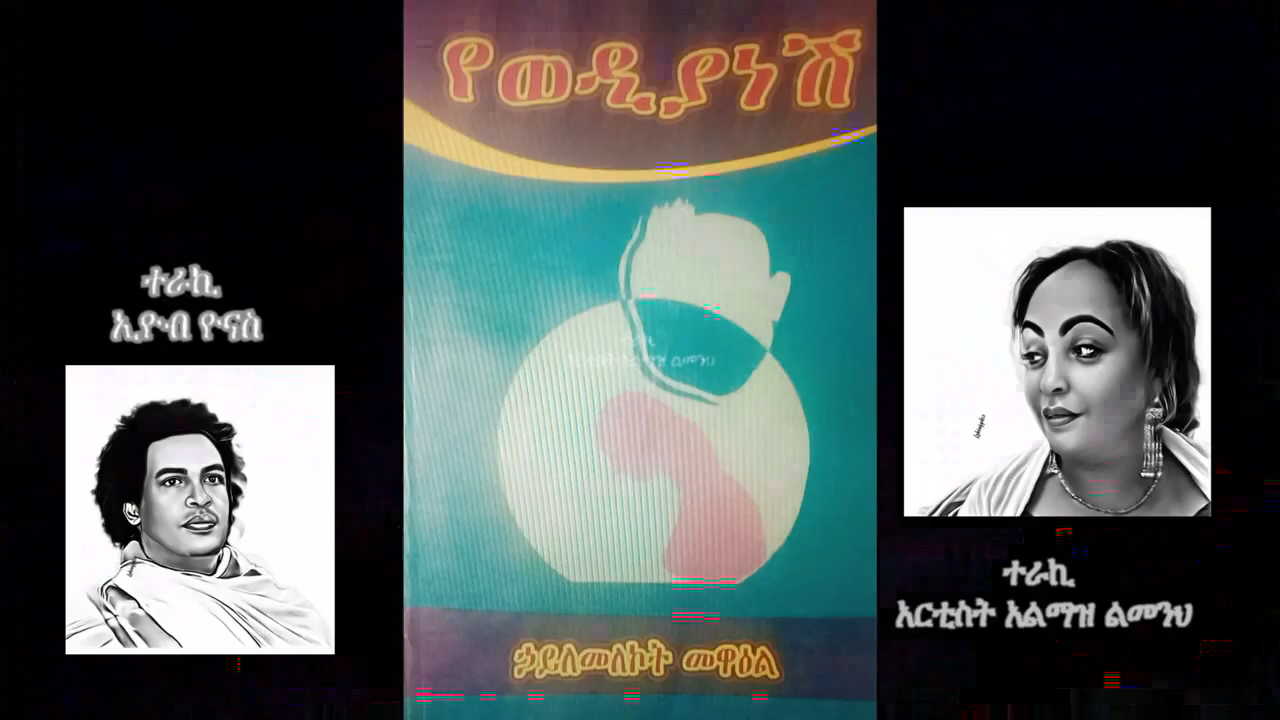 የወዲያነሽ
ተራኪ
ኢዮብ ዮናስ
ተራኪ
አርቲስት አልማዝ ልመንህ
ኃይለመለኮት መዋዕል